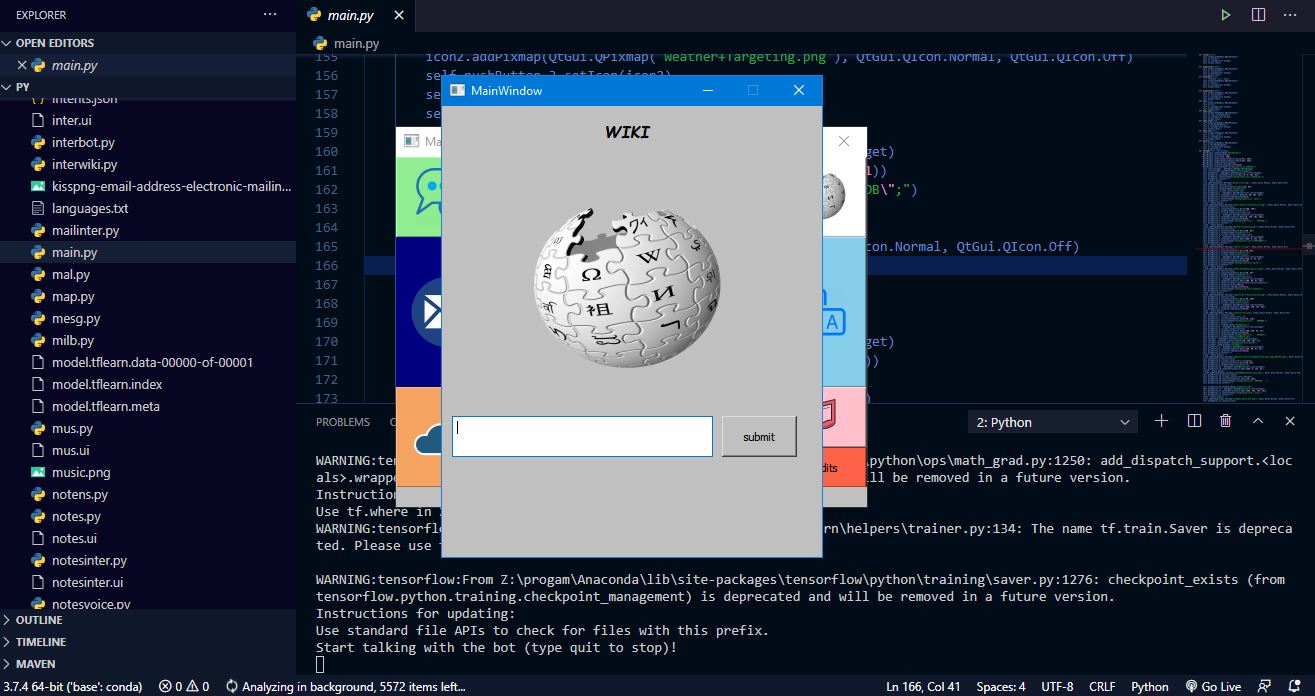 EXPLORER
···
main.py
OPEN EDITORS
main.py
main.py
PY
intents.json
inter.ui
interbot.py
interwiki.py
kisspng-email-address-electronic-mailin...
languages.txt
mailinter.py
main.py
mal.py
map.py
mesg.py
milb.py
model.tflearn.data-00000-of-00001
model.tflearn.index
model.tflearn.meta
mus.py
mus.ui
music.png
notens.py
notes.py
notes.ui
notesinter.py
notesinter.ui
notesvoice.py
OUTLINE
TIMELINE
MAVEN
155 icon2.addPixmap(QtGui.QPixmap("Weather+Targeting.png"), QtGui.QIcon.Normal, QtGui.QIcon.Off)
156 self.pushButton_2.setIcon(icon2)
157 se
158 se
159
160 get)
161 1))
162 DB\";")
163
164
165 con.Normal, QtGui.QIcon.Off)
166
167
168
169
170 get)
171 ))
172
173 )
MainWindow
WIKI
Ω
W
И
祖
submit
Ma
A
dits
PROBLEMS
2: Python
WARNING:ten \python\ops\math_grad.py:1250: add_dispatch_support.<loc
als>.wrappe ll be removed in a future version.
Instruction
Use tf.where in
WARNING:tensorf rn\helpers\trainer.py:134: The name tf.train.Saver is depreca
ted. Please use
WARNING:tensorflow:From Z:\progam\Anaconda\lib\site-packages\tensorflow\python\training\saver.py:1276: checkpoint_exists (from
tensorflow.python.training.checkpoint_management) is deprecated and will be removed in a future version.
Instructions for updating:
Use standard file APIs to check for files with this prefix.
Start talking with the bot (type quit to stop)!
3.7.4 64-bit ('base': conda) 0 0 Analyzing in background, 5572 items left... Ln 166, Col 41 Spaces: 4 UTF-8 CRLF Python Go Live